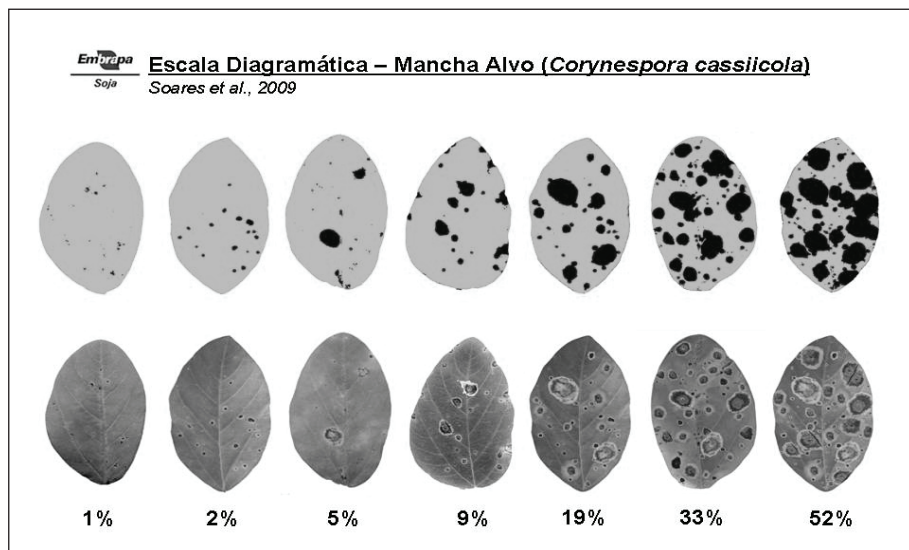 Embrapa
Soja
Escala Diagramática – Mancha Alvo (Corynespora cassiicola)
Soares et al., 2009
1% 2% 5% 9% 19% 33% 52%